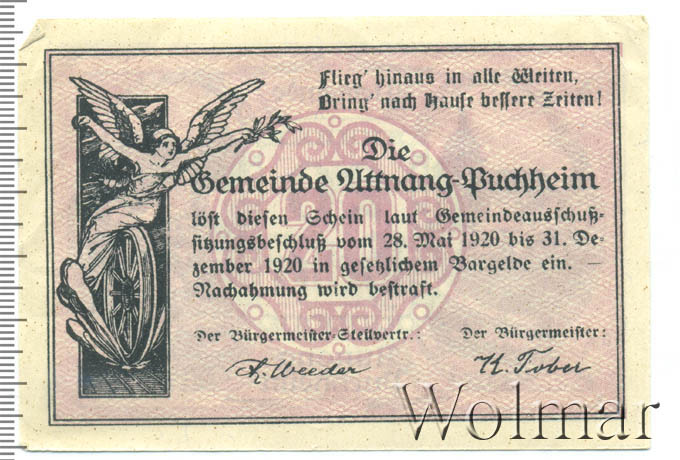 Flieg' hinaus in alle Weiten,
Bring' nach Hause bessere Zeiten!
Die
Gemeinde Attnang-Puchheim
löst diesen Schein laut Gemeindeausschuß-
sitzungsbeschluß vom 28. Mai 1920 bis 31. De-
zember 1920 in gesetzlichem Bargelde ein. —
Nachahmung wird bestraft.
20
Der Bürgermeister-Stellvertr.: Der Bürgermeister:
K. Tober
Wolmar